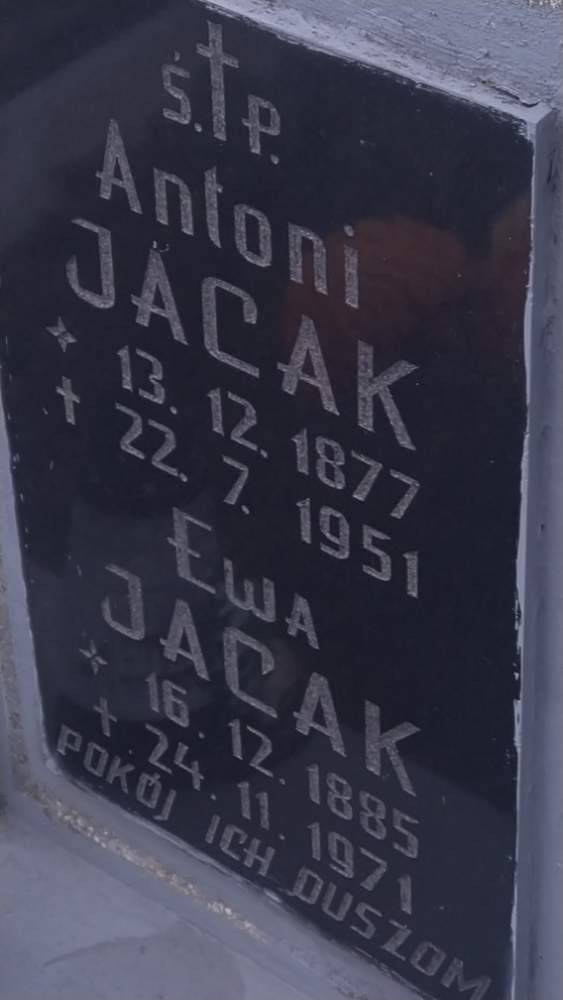 Ś.†P.
Antoni
JACAK
* 13. 12. 1877
† 22. 7. 1951
Ewa
JACAK
* 16. 12. 1885
† 24. 11. 1971
POKÓJ ICH DUSZOM